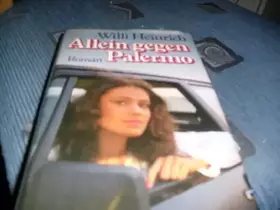 Willi Heinrich
Allein gegen
Palermo
Roman